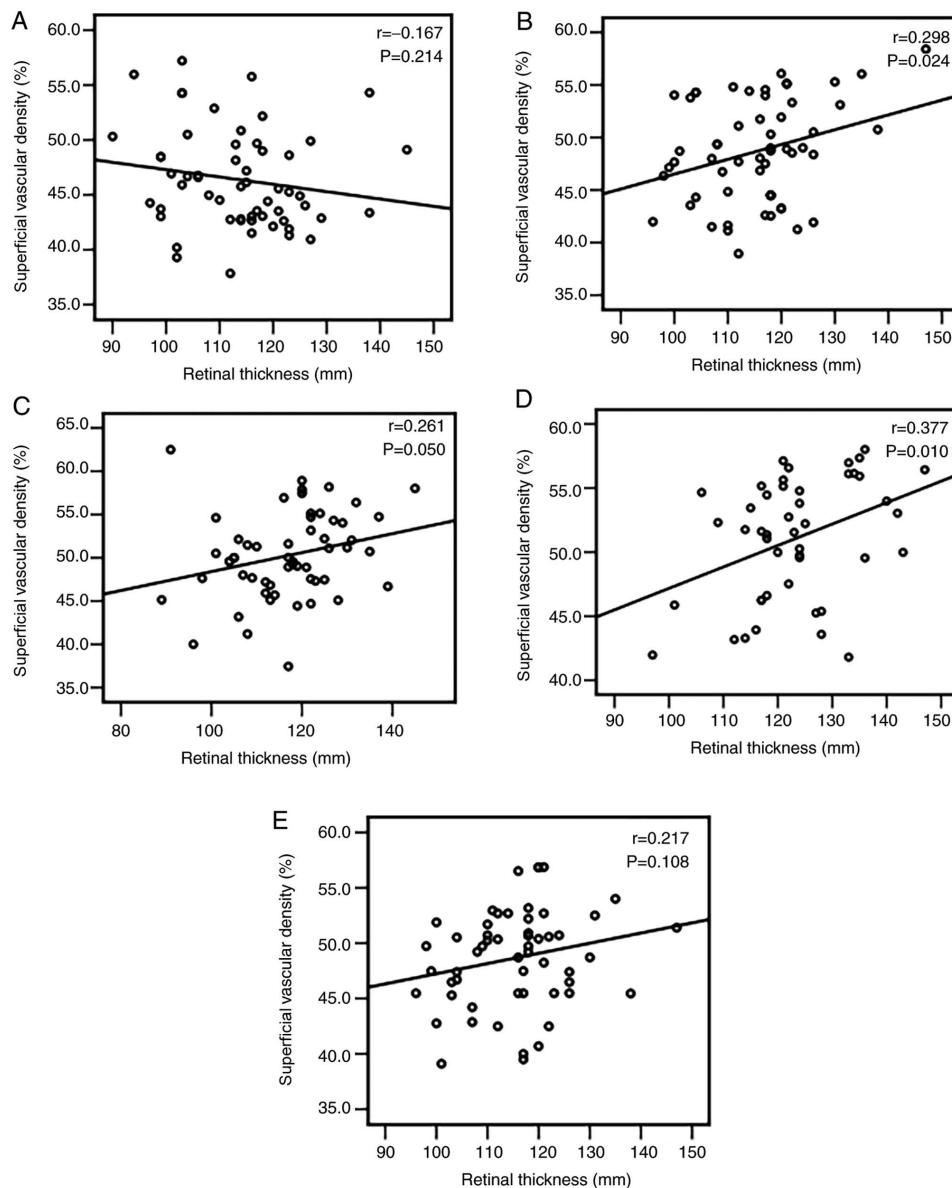 A
r=−0.167
P=0.214
60.0
55.0
50.0
45.0
40.0
35.0
Superficial vascular density (%)
90 100 110 120 130 140 150
Retinal thickness (mm)
B
r=0.298
P=0.024
60.0
55.0
50.0
45.0
40.0
35.0
Superficial vascular density (%)
90 100 110 120 130 140 150
Retinal thickness (mm)
C
r=0.261
P=0.050
65.0
60.0
55.0
50.0
45.0
40.0
35.0
Superficial vascular density (%)
80 100 120 140
Retinal thickness (mm)
D
r=0.377
P=0.010
60.0
55.0
50.0
45.0
40.0
Superficial vascular density (%)
90 100 110 120 130 140 150
Retinal thickness (mm)
E
r=0.217
P=0.108
60.0
55.0
50.0
45.0
40.0
35.0
Superficial vascular density (%)
90 100 110 120 130 140 150
Retinal thickness (mm)